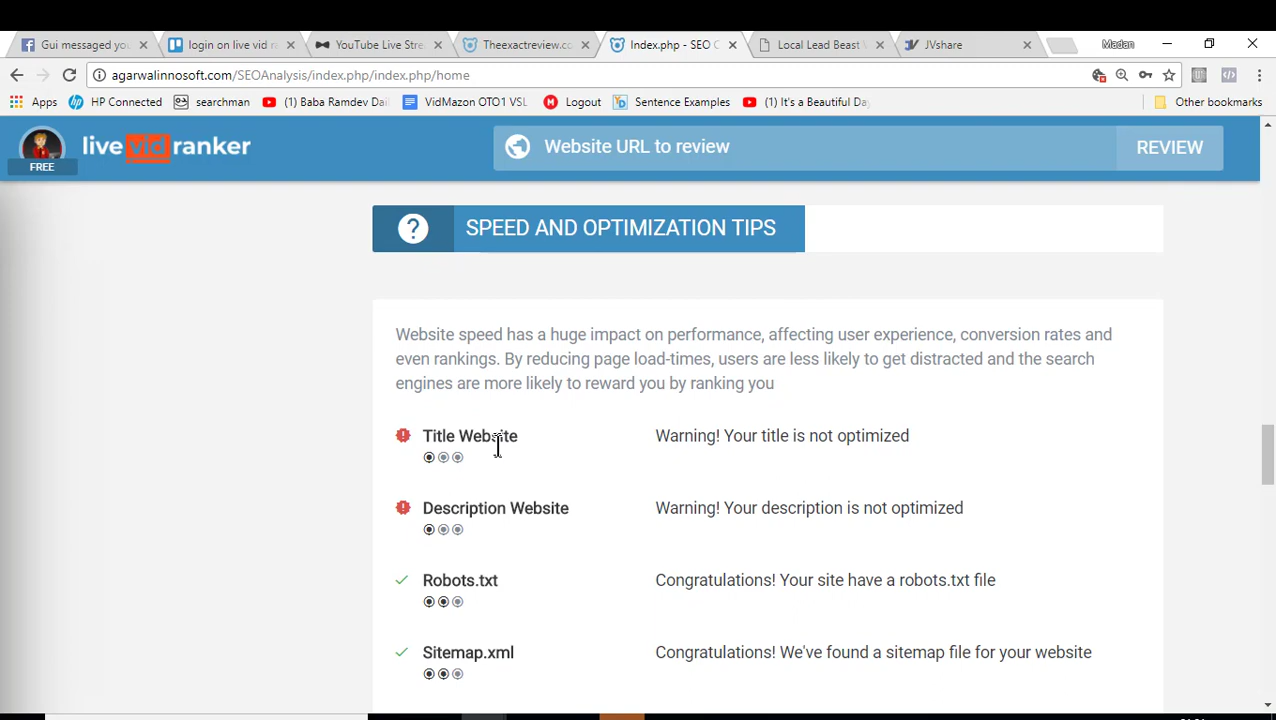 Gui messaged you
login on live vid r
YouTube Live Stre
Theexactreview.co
Index.php - SEO C
Local Lead Beast V
JVshare
Madan
agarwalinnosoft.com/SEOAnalysis/index.php/index.php/home
Apps
HP Connected
searchman
(1) Baba Ramdev Dai
VidMazon OTO1 VSL
Logout
Sentence Examples
(1) It's a Beautiful Day
Other bookmarks
FREE
live vid ranker
Website URL to review
REVIEW
SPEED AND OPTIMIZATION TIPS
Website speed has a huge impact on performance, affecting user experience, conversion rates and
even rankings. By reducing page load-times, users are less likely to get distracted and the search
engines are more likely to reward you by ranking you
Title Website
Warning! Your title is not optimized
Description Website
Warning! Your description is not optimized
Robots.txt
Congratulations! Your site have a robots.txt file
Sitemap.xml
Congratulations! We've found a sitemap file for your website